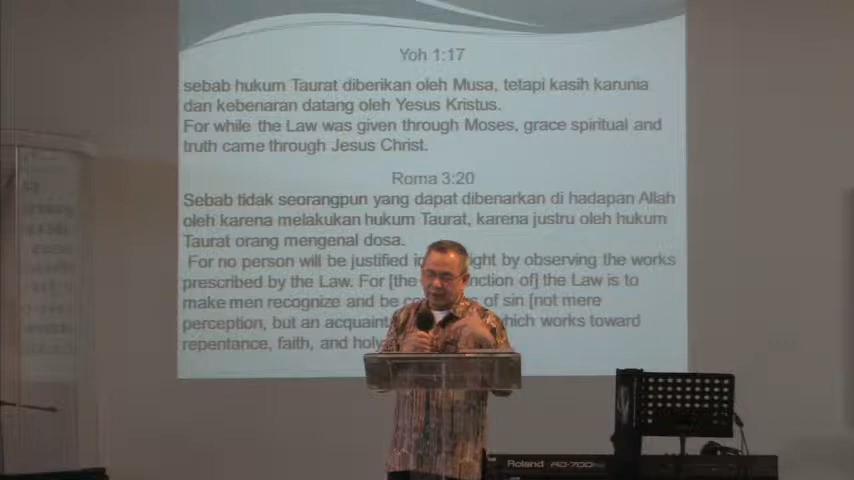 Yoh 1:17
sebab hukum Taurat diberikan oleh Musa, tetapi kasih karunia
dan kebenaran datang oleh Yesus Kristus.
For while the Law was given through Moses, grace spiritual and
truth came through Jesus Christ.
Roma 3:20
Sebab tidak seorangpun yang dapat dibenarkan di hadapan Allah
oleh karena melakukan hukum Taurat, karena justru oleh hukum
Taurat orang mengenal dosa.
For no person will be justified ight by observing the works
prescribed by the Law. For [the nction of] the Law is to
make men recognize and be of sin [not mere
perception, but an acquaint which works toward
repentance, faith, and holy
Roland RD-700